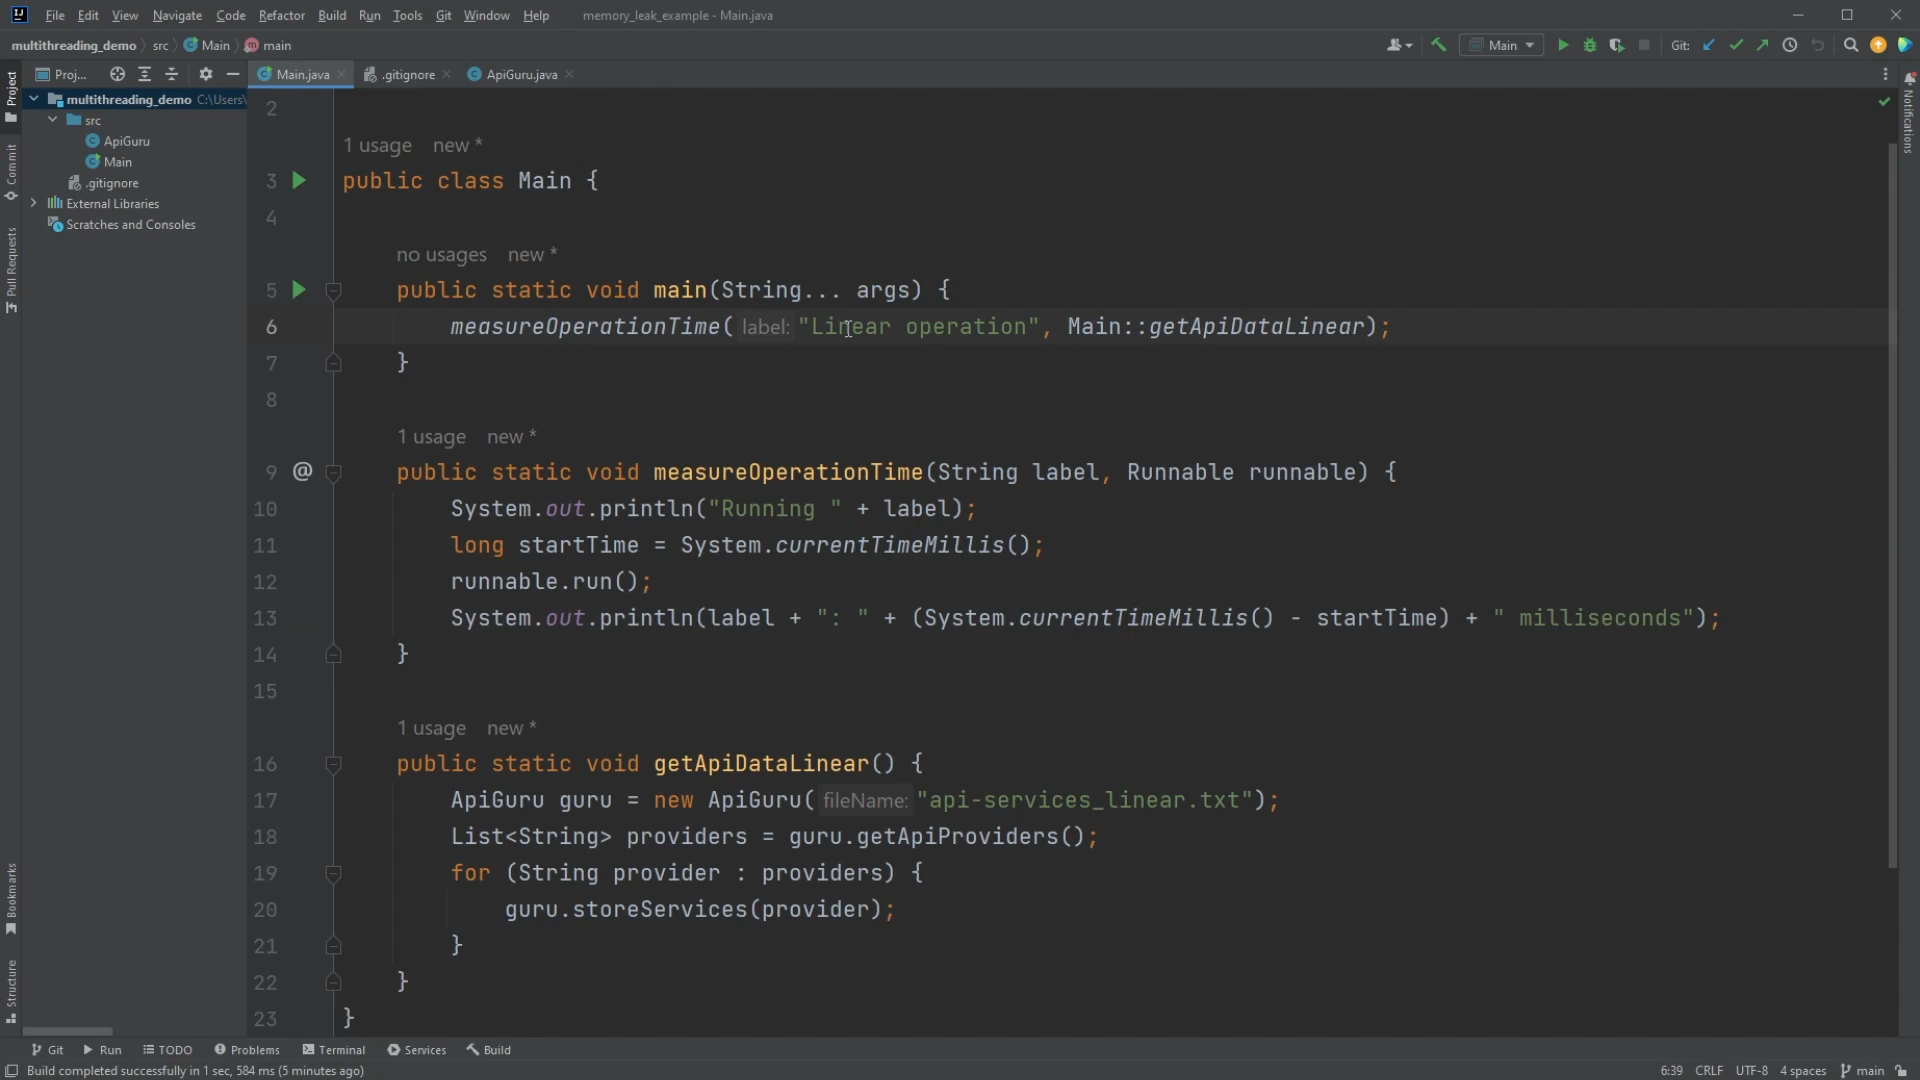 File Edit View Navigate Code Refactor Build Run Tools Git Window Help memory_leak_example - Main.java
multithreading_demo src Main main Main Git:
Proj... Main.java .gitignore ApiGuru.java
Project
Commit
Pull Requests
Bookmarks
Structure
Notifications
multithreading_demo C:\Users\
src
ApiGuru
Main
.gitignore
External Libraries
Scratches and Consoles
2
1 usage new *
3 public class Main {
4
no usages new *
5 public static void main(String... args) {
6 measureOperationTime( label: "Linear operation", Main::getApiDataLinear);
7 }
8
1 usage new *
9 @ public static void measureOperationTime(String label, Runnable runnable) {
10 System.out.println("Running " + label);
11 long startTime = System.currentTimeMillis();
12 runnable.run();
13 System.out.println(label + ": " + (System.currentTimeMillis() - startTime) + " milliseconds");
14 }
15
1 usage new *
16 public static void getApiDataLinear() {
17 ApiGuru guru = new ApiGuru( fileName: "api-services_linear.txt");
18 List<String> providers = guru.getApiProviders();
19 for (String provider : providers) {
20 guru.storeServices(provider);
21 }
22 }
23 }
Git Run TODO Problems Terminal Services Build
Build completed successfully in 1 sec, 584 ms (5 minutes ago) 6:39 CRLF UTF-8 4 spaces main